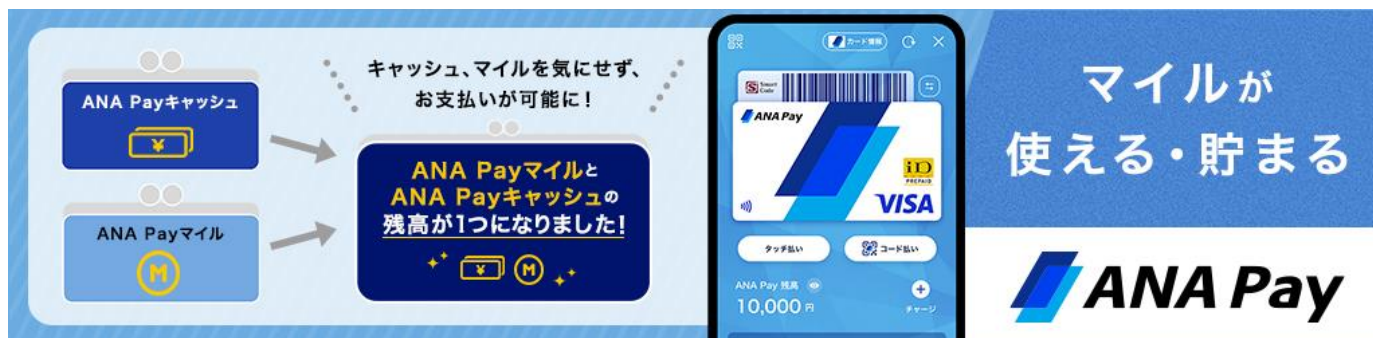 ANA Payキャッシュ
¥
ANA Payマイル
M
キャッシュ、マイルを気にせず、
お支払いが可能に!
ANA Payマイルと
ANA Payキャッシュの
残高が1つになりました!
¥ M
カード情報
S Smart
Code
ANA Pay
iD
PREPAID
VISA
タッチ払い
コード払い
ANA Pay 残高
10,000 円
チャージ
マイルが
使える・貯まる
ANA Pay